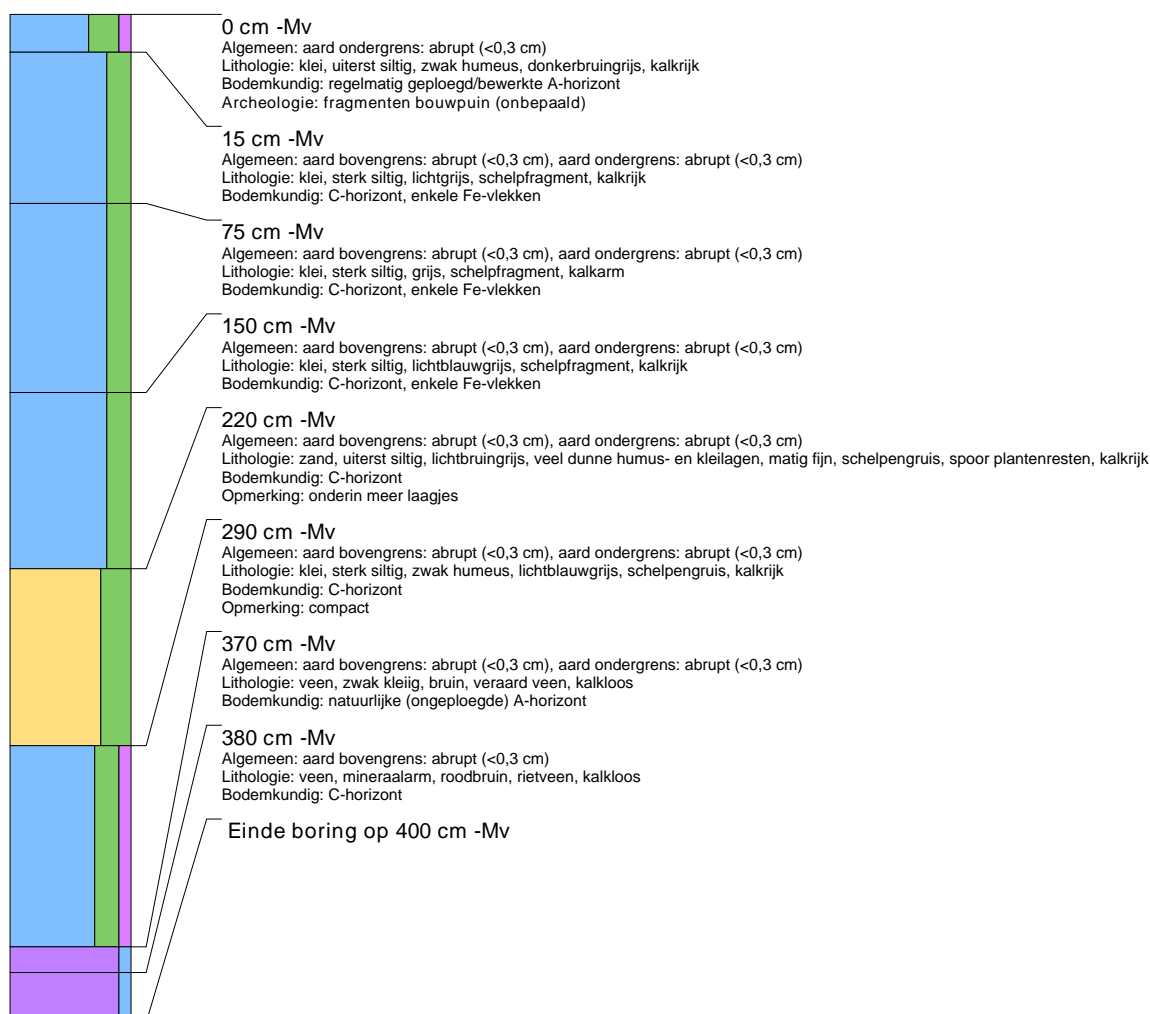 0 cm -Mv
Algemeen: aard ondergrens: abrupt (<0,3 cm)
Lithologie: klei, uiterst siltig, zwak humeus, donkerbruingrijs, kalkrijk
Bodemkundig: regelmatig geploegd/bewerkte A-horizont
Archeologie: fragmenten bouwpuin (onbepaald)
15 cm -Mv
Algemeen: aard bovengrens: abrupt (<0,3 cm), aard ondergrens: abrupt (<0,3 cm)
Lithologie: klei, sterk siltig, lichtgrijs, schelpfragment, kalkrijk
Bodemkundig: C-horizont, enkele Fe-vlekken
75 cm -Mv
Algemeen: aard bovengrens: abrupt (<0,3 cm), aard ondergrens: abrupt (<0,3 cm)
Lithologie: klei, sterk siltig, grijs, schelpfragment, kalkarm
Bodemkundig: C-horizont, enkele Fe-vlekken
150 cm -Mv
Algemeen: aard bovengrens: abrupt (<0,3 cm), aard ondergrens: abrupt (<0,3 cm)
Lithologie: klei, sterk siltig, lichtblauwgrijs, schelpfragment, kalkrijk
Bodemkundig: C-horizont, enkele Fe-vlekken
220 cm -Mv
Algemeen: aard bovengrens: abrupt (<0,3 cm), aard ondergrens: abrupt (<0,3 cm)
Lithologie: zand, uiterst siltig, lichtbruingrijs, veel dunne humus- en kleilagen, matig fijn, schelpengruis, spoor plantenresten, kalkrijk
Bodemkundig: C-horizont
Opmerking: onderin meer laagjes
290 cm -Mv
Algemeen: aard bovengrens: abrupt (<0,3 cm), aard ondergrens: abrupt (<0,3 cm)
Lithologie: klei, sterk siltig, zwak humeus, lichtblauwgrijs, schelpengruis, kalkrijk
Bodemkundig: C-horizont
Opmerking: compact
370 cm -Mv
Algemeen: aard bovengrens: abrupt (<0,3 cm), aard ondergrens: abrupt (<0,3 cm)
Lithologie: veen, zwak kleiig, bruin, veraard veen, kalkloos
Bodemkundig: natuurlijke (ongeploegde) A-horizont
380 cm -Mv
Algemeen: aard bovengrens: abrupt (<0,3 cm)
Lithologie: veen, mineraalarm, roodbruin, rietveen, kalkloos
Bodemkundig: C-horizont
Einde boring op 400 cm -Mv